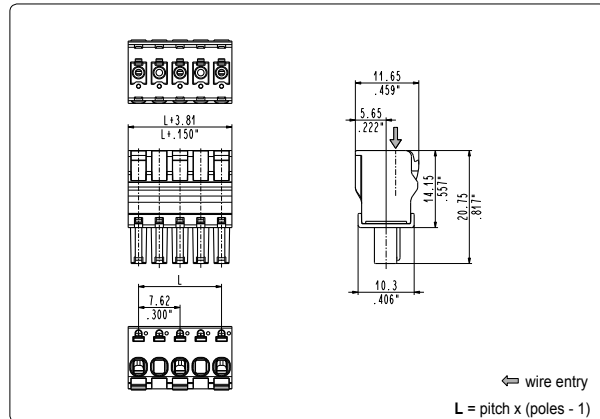 L+3.81
L+.150"
11.65
.459"
5.65
.222"
14.15
.557"
20.75
.817"
L
7.62
.300"
10.3
.406"
wire entry
L = pitch x (poles - 1)